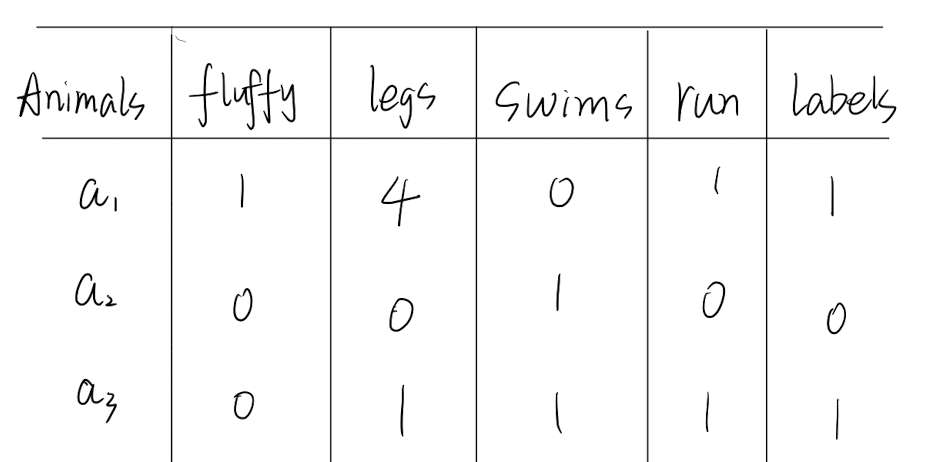 Animals fluffy legs swims run labels
a₁ 1 4 0 1 1
a₂ 0 0 1 0 0
a₃ 0 1 1 1 1